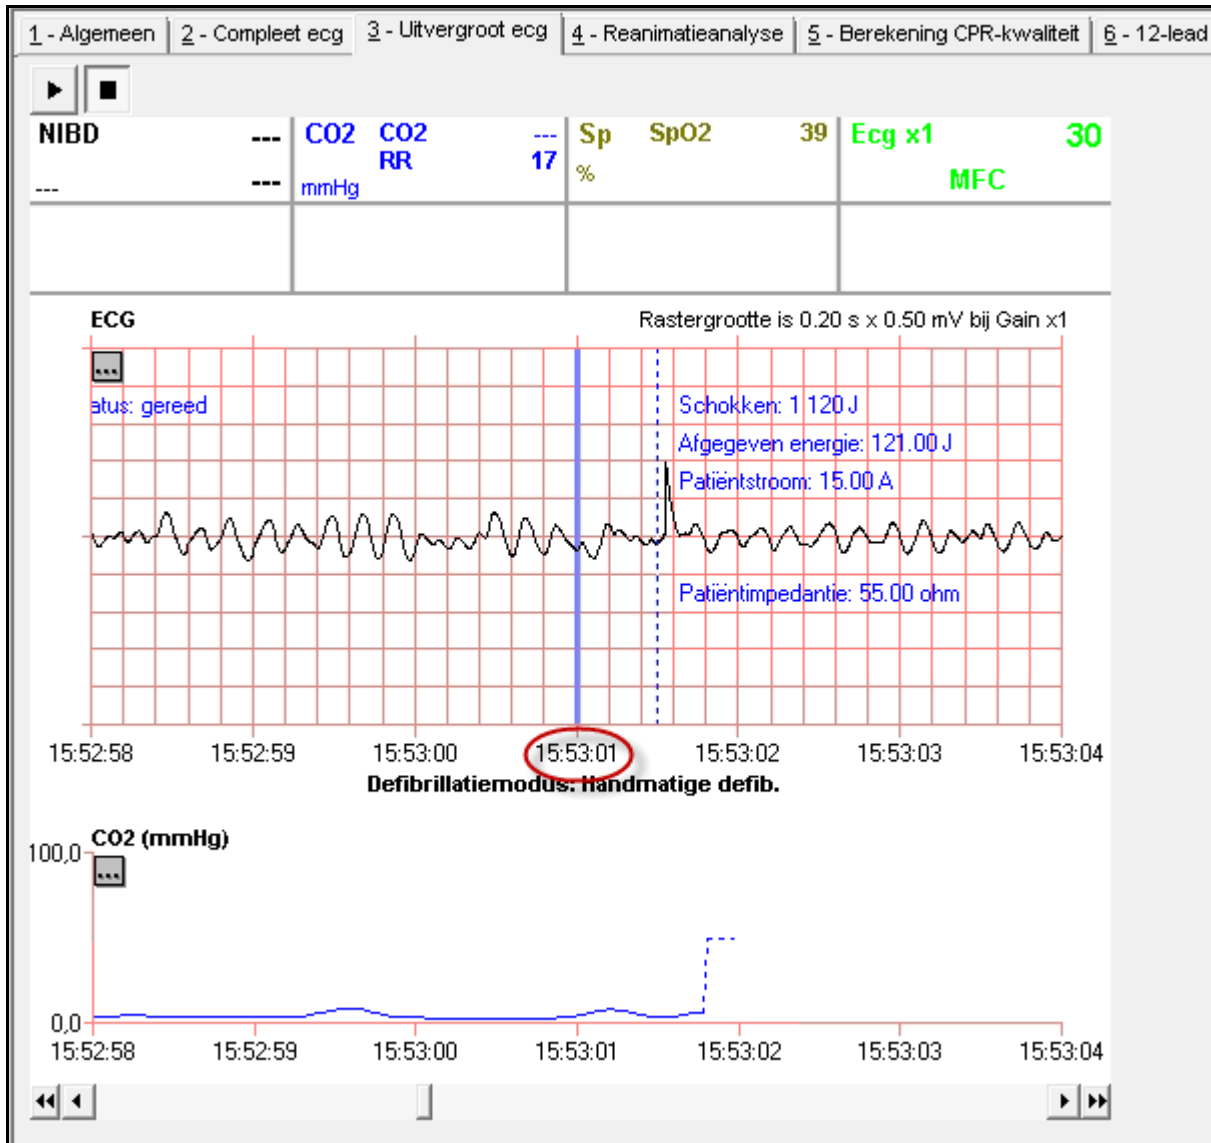 1 - Algemeen 2 - Compleet ecg 3 - Uitvergroot ecg 4 - Reanimatieanalyse 5 - Berekening CPR-kwaliteit 6 - 12-lead
NIBD --- CO2 CO2 --- Sp SpO2 39 Ecg x1 30
RR 17 %
--- --- mmHg MFC
ECG Rastergrootte is 0.20 s x 0.50 mV bij Gain x1
...
atus: gereed Schokken: 1 120 J
Afgegeven energie: 121.00 J
Patiëntstroom: 15.00 A
Patiëntimpedantie: 55.00 ohm
15:52:58 15:52:59 15:53:00 15:53:01 15:53:02 15:53:03 15:53:04
Defibrillatiemodus: Handmatige defib.
CO2 (mmHg)
100,0
...
0,0
15:52:58 15:52:59 15:53:00 15:53:01 15:53:02 15:53:03 15:53:04